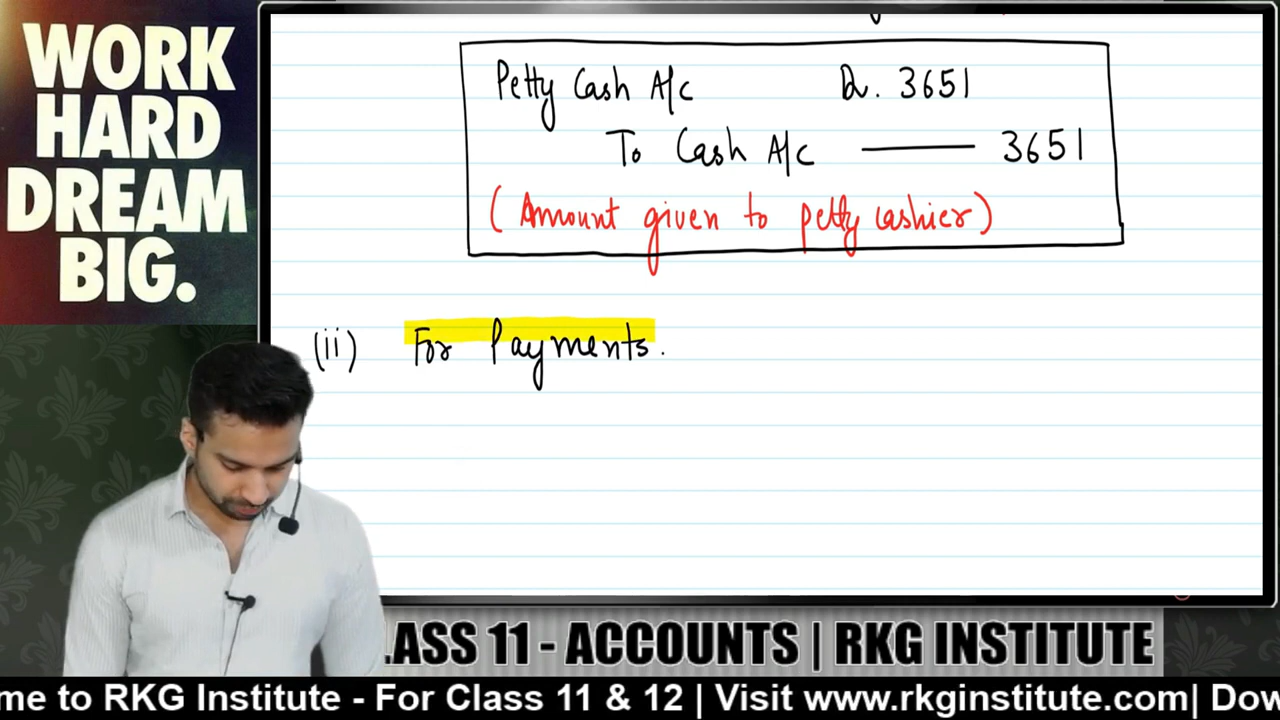 WORK
HARD
DREAM
BIG.
Petty Cash A/c Dr. 3651
To Cash A/c 3651
(Amount given to petty cashier)
(ii) For Payments.
LASS 11 - ACCOUNTS | RKG INSTITUTE
me to RKG Institute - For Class 11 & 12 | Visit www.rkginstitute.com| Dow